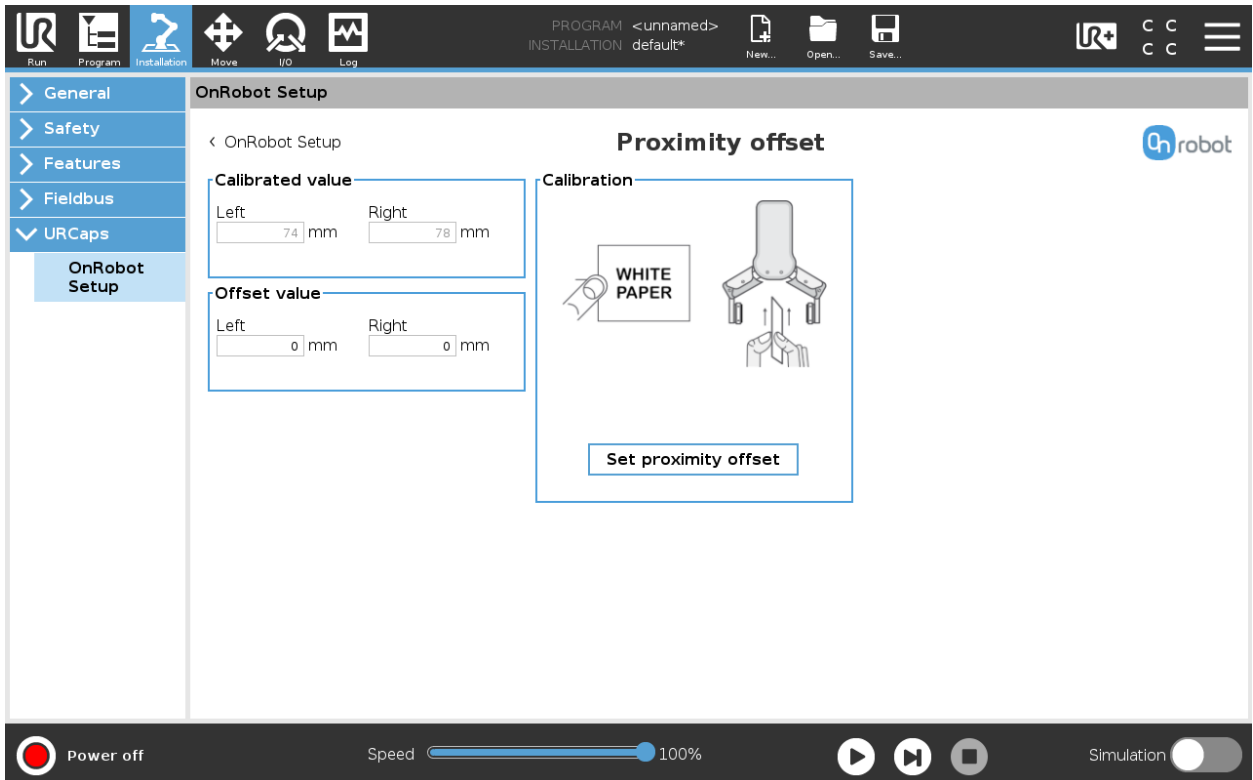 PROGRAM <unnamed>
INSTALLATION default*
Run Program Installation Move I/O Log New... Open... Save...
UR+
C C
C C
General
Safety
Features
Fieldbus
URCaps
OnRobot
Setup
OnRobot Setup
< OnRobot Setup
Proximity offset
On robot
Calibrated value
Left Right
74 mm 78 mm
Offset value
Left Right
0 mm 0 mm
Calibration
WHITE
PAPER
Set proximity offset
Power off Speed 100% Simulation